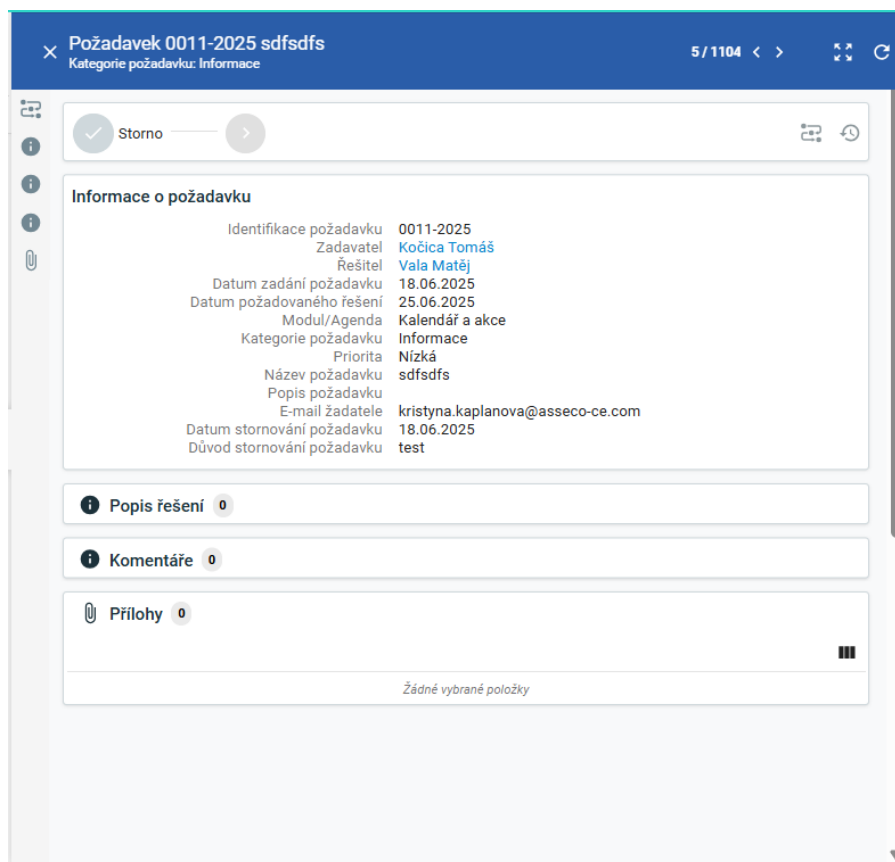 Požadavek 0011-2025 sdfsdfs
Kategorie požadavku: Informace
5 / 1104
Storno
Informace o požadavku
Identifikace požadavku 0011-2025
Zadavatel Kočica Tomáš
Řešitel Vala Matěj
Datum zadání požadavku 18.06.2025
Datum požadovaného řešení 25.06.2025
Modul/Agenda Kalendář a akce
Kategorie požadavku Informace
Priorita Nízká
Název požadavku sdfsdfs
Popis požadavku
E-mail žadatele kristyna.kaplanova@asseco-ce.com
Datum stornování požadavku 18.06.2025
Důvod stornování požadavku test
Popis řešení 0
Komentáře 0
Přílohy 0
Žádné vybrané položky